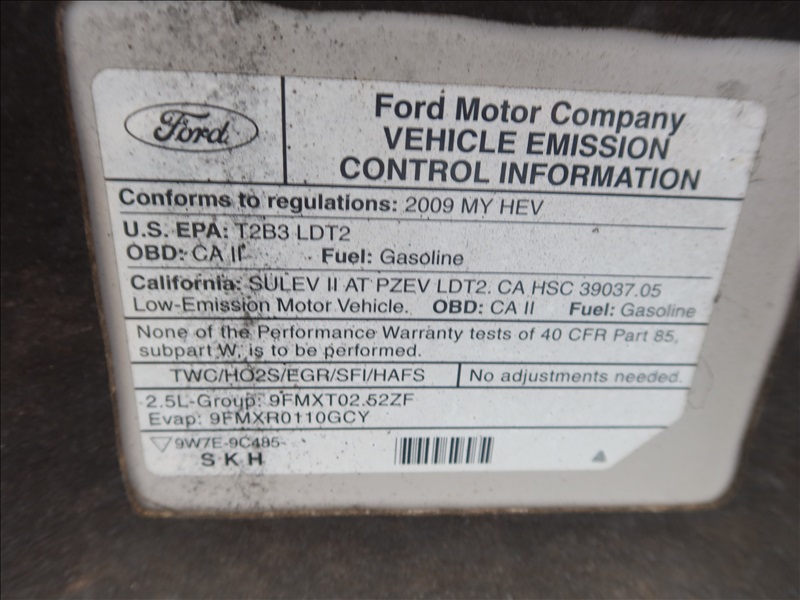 Ford
Ford Motor Company
VEHICLE EMISSION
CONTROL INFORMATION
Conforms to regulations: 2009 MY HEV
U.S. EPA: T2B3 LDT2
OBD: CA II Fuel: Gasoline
California: SULEV II AT PZEV LDT2. CA HSC 39037.05
Low-Emission Motor Vehicle. OBD: CA II Fuel: Gasoline
None of the Performance Warranty tests of 40 CFR Part 85,
subpart W, is to be performed.
TWC/HO2S/EGR/SFI/HAFS No adjustments needed.
2.5L-Group: 9FMXT02.52ZF
Evap: 9FMXR0110GCY
9W7E-9C485-
SKH